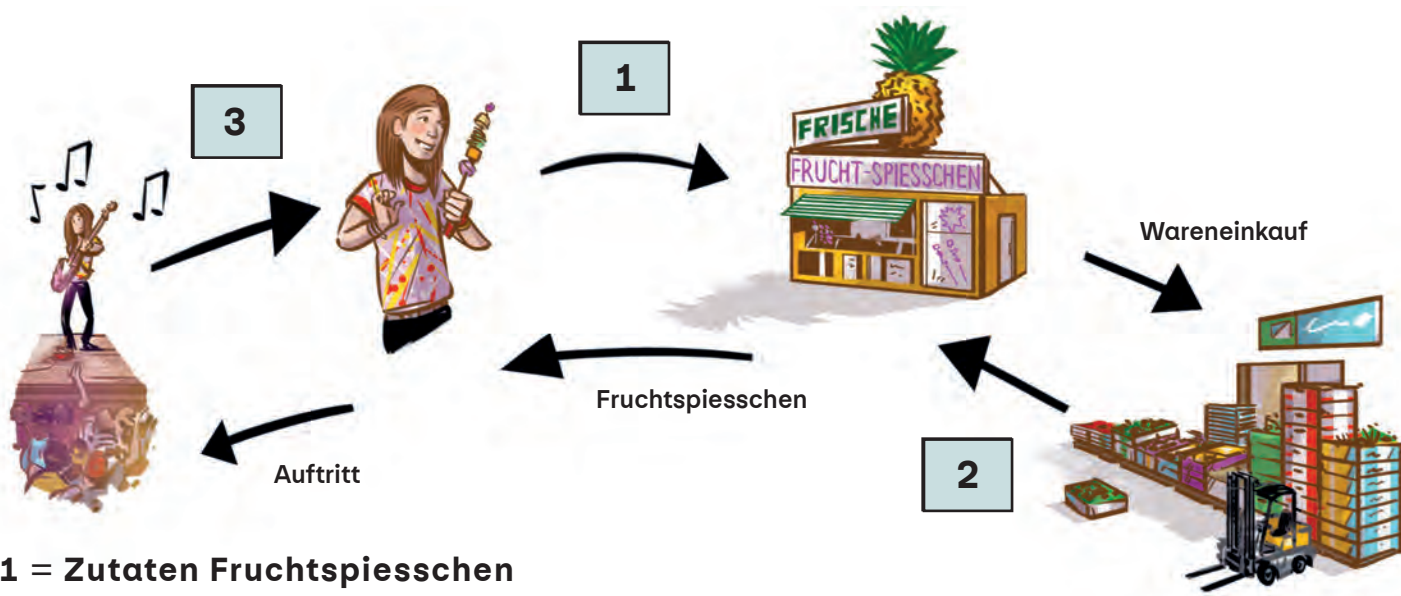 1
3
FRISCHE
FRUCHT-SPIESSCHEN
Wareneinkauf
Fruchtspiesschen
Auftritt
2
1 = Zutaten Fruchtspiesschen